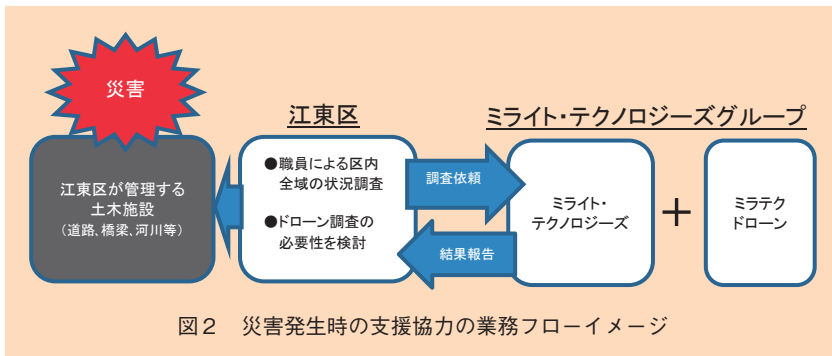 災害
江東区が管理する
土木施設
（道路、橋梁、河川等）
江東区
●職員による区内
全域の状況調査
●ドローン調査の
必要性を検討
調査依頼
結果報告
ミライト・テクノロジーズグループ
ミライト・
テクノロジーズ
＋
ミラテク
ドローン
図２　災害発生時の支援協力の業務フローイメージ